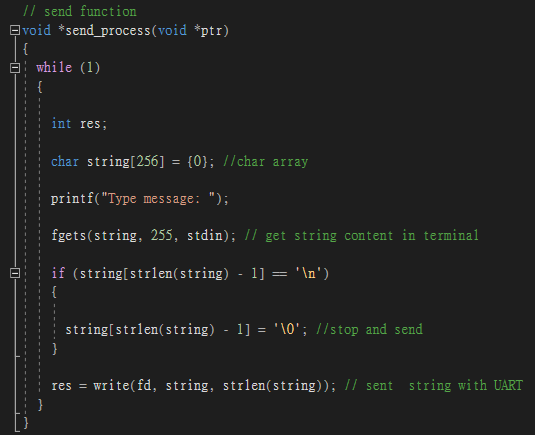 // send function
void *send_process(void *ptr)
{
while (1)
{
int res;
char string[256] = {0}; //char array
printf("Type message: ");
fgets(string, 255, stdin); // get string content in terminal
if (string[strlen(string) - 1] == '\n')
{
string[strlen(string) - 1] = '\0'; //stop and send
}
res = write(fd, string, strlen(string)); // sent  string with UART
}
}